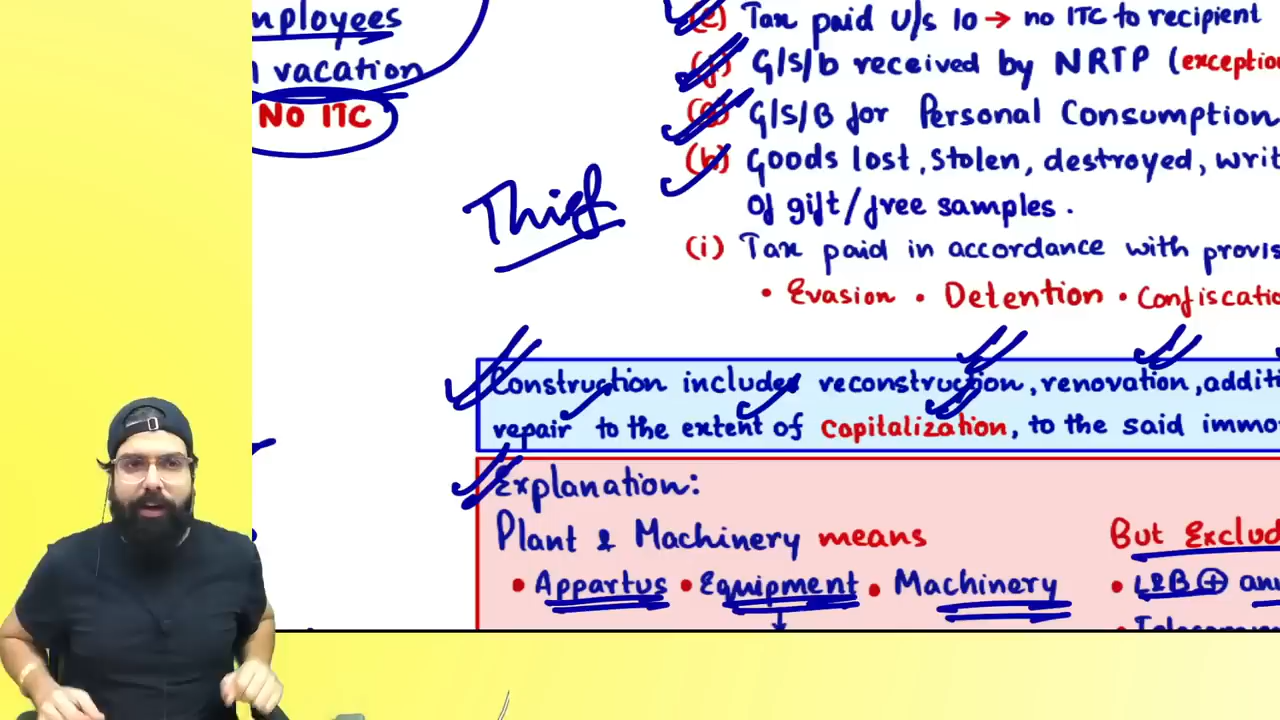 mployees
vacation
NO ITC
(e) Tax paid U/s 10 → no ITC to recipient
(f) G/S/b received by NRTP (exception
(g) G/S/B for Personal Consumption
(h) Goods lost, Stolen, destroyed, writ
of gift/free samples.
Thief
(i) Tax paid in accordance with provis
• Evasion • Detention • Confiscatio
Construction includes reconstruction, renovation, additi
repair to the extent of capitalization, to the said immo
Explanation:
Plant & Machinery means
But Exclud
• Appartus • Equipment • Machinery
• L&B ⊕ an